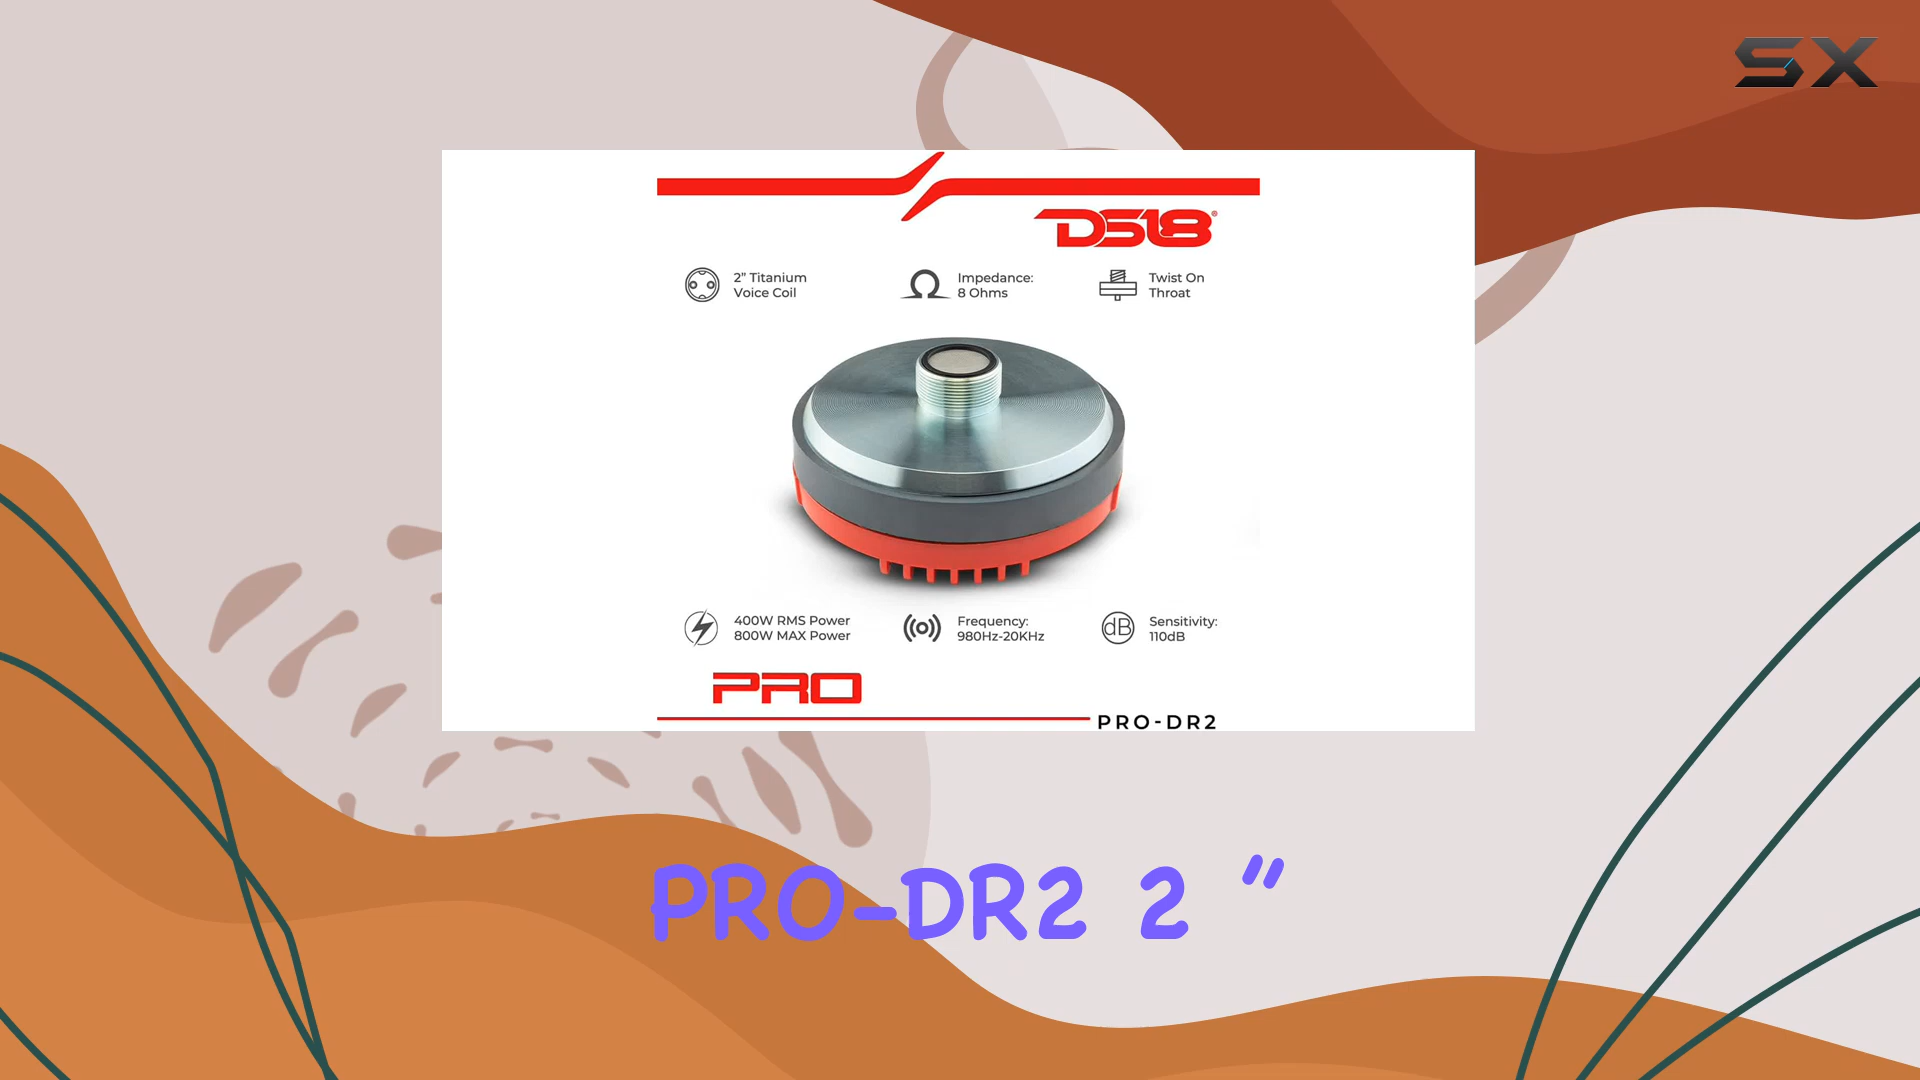 SX
DS18®
2” Titanium
Voice Coil
Impedance:
8 Ohms
Twist On
Throat
400W RMS Power
800W MAX Power
Frequency:
980Hz-20KHz
dB
Sensitivity:
110dB
PRO
PRO-DR2
PRO-DR2 2 "